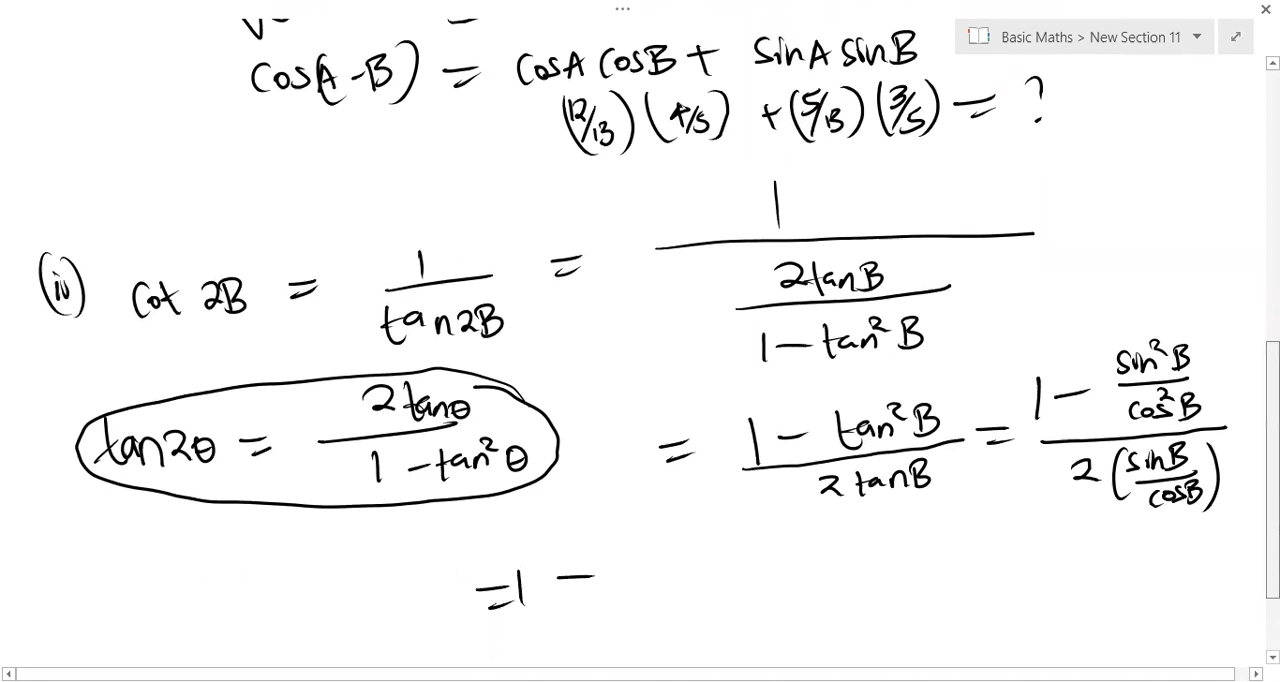 Basic Maths > New Section 11
cos(A - B) = cosA cosB + sinA sinB
(12/13) (4/5) + (5/13) (3/5) = ?
(iv) cot 2B = 1/tan2B = 1/(2tanB/(1 - tan²B))
tan2θ = 2tanθ/(1 - tan²θ) = (1 - tan²B)/(2tanB) = (1 - sin²B/cos²B)/(2(sinB/cosB))
= 1 -